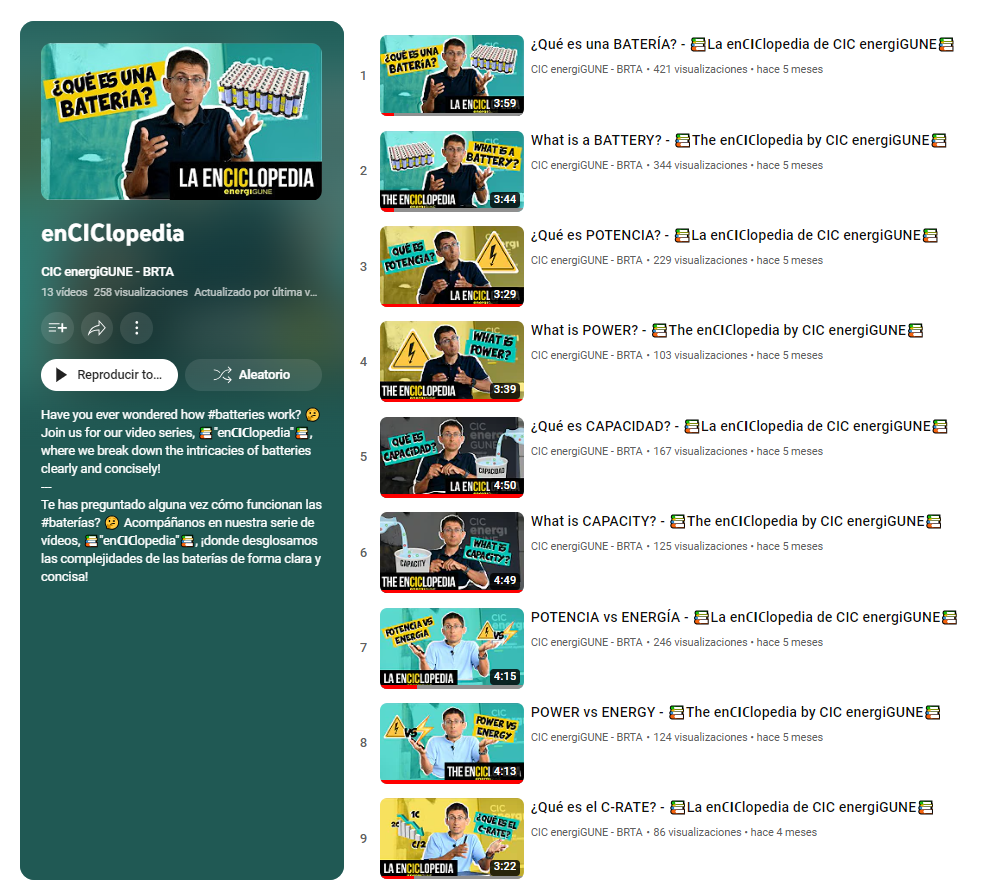 ¿QUÉ ES UNA
BATERÍA?
CIC
LA ENCICLOPEDIA
energiGUNE
enCIClopedia
CIC energiGUNE - BRTA
13 vídeos 258 visualizaciones Actualizado por última v...
Reproducir to...
Aleatorio
Have you ever wondered how #batteries work? 🤔
Join us for our video series, 📚"enCIClopedia"📚,
where we break down the intricacies of batteries
clearly and concisely!
—
Te has preguntado alguna vez cómo funcionan las
#baterías? 🤔 Acompáñanos en nuestra serie de
vídeos, 📚"enCIClopedia"📚, ¡donde desglosamos
las complejidades de las baterías de forma clara y
concisa!
1
¿QUÉ ES UNA
BATERÍA?
LA ENCICL
3:59
¿Qué es una BATERÍA? - 📚La enCIClopedia de CIC energiGUNE📚
CIC energiGUNE - BRTA • 421 visualizaciones • hace 5 meses
2
WHAT IS A
BATTERY?
THE ENCICLOPEDIA
3:44
What is a BATTERY? - 📚The enCIClopedia by CIC energiGUNE📚
CIC energiGUNE - BRTA • 344 visualizaciones • hace 5 meses
3
QUÉ ES
POTENCIA?
LA ENCICL
3:29
¿Qué es POTENCIA? - 📚La enCIClopedia de CIC energiGUNE📚
CIC energiGUNE - BRTA • 229 visualizaciones • hace 5 meses
4
WHAT IS
POWER?
THE ENCICLOPEDIA
3:39
What is POWER? - 📚The enCIClopedia by CIC energiGUNE📚
CIC energiGUNE - BRTA • 103 visualizaciones • hace 5 meses
5
QUÉ ES
CAPACIDAD?
CIC
energi
GUNE
CAPACIDAD
LA ENCICL
4:50
¿Qué es CAPACIDAD? - 📚La enCIClopedia de CIC energiGUNE📚
CIC energiGUNE - BRTA • 167 visualizaciones • hace 5 meses
6
CIC
energi
GUNE
WHAT IS
CAPACITY?
CAPACITY
THE ENCICLOPEDIA
4:49
What is CAPACITY? - 📚The enCIClopedia by CIC energiGUNE📚
CIC energiGUNE - BRTA • 125 visualizaciones • hace 5 meses
7
POTENCIA VS
ENERGÍA
VS
LA ENCICLOPEDIA
4:15
POTENCIA vs ENERGÍA - 📚La enCIClopedia de CIC energiGUNE📚
CIC energiGUNE - BRTA • 246 visualizaciones • hace 5 meses
8
VS
POWER VS
ENERGY
THE ENCICL
4:13
POWER vs ENERGY - 📚The enCIClopedia by CIC energiGUNE📚
CIC energiGUNE - BRTA • 124 visualizaciones • hace 5 meses
9
1C
2C
C/2
¿QUÉ ES EL
C-RATE?
LA ENCICLOPEDIA
3:22
¿Qué es el C-RATE? - 📚La enCIClopedia de CIC energiGUNE📚
CIC energiGUNE - BRTA • 86 visualizaciones • hace 4 meses